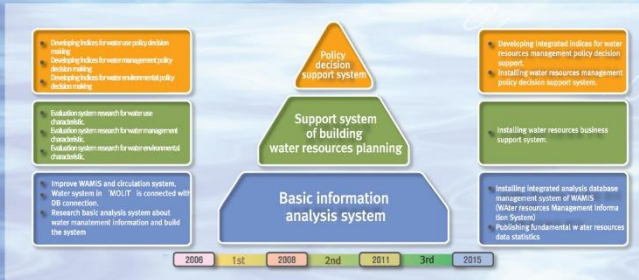 Developing Indices for water use policy decision
making
Developing Indices for water management policy
decision making
Developing Indices for water environmental policy
decision making
Policy
decision
support system
Developing integrated indices for water
resources management policy decision
support.
Installing water resources management
policy decision support system.
Evaluation system research for water use
characteristic.
Evaluation system research for water management
characteristic.
Evaluation system research for water environmental
characteristic.
Support system
of building
water resources planning
Installing water resources business
support system.
Improve WAMIS and circulation system.
Water system in `MOLIT` is connected with
DB connection.
Research basic analysis system about
water manatement information and build
the system
Basic information
analysis system
Installing integrated analysis database
management system of WAMIS
(WAter resources Management Informa
tion System)
Publishing fundamental w ater resources
data statistics
2006 1st 2008 2nd 2011 3rd 2015